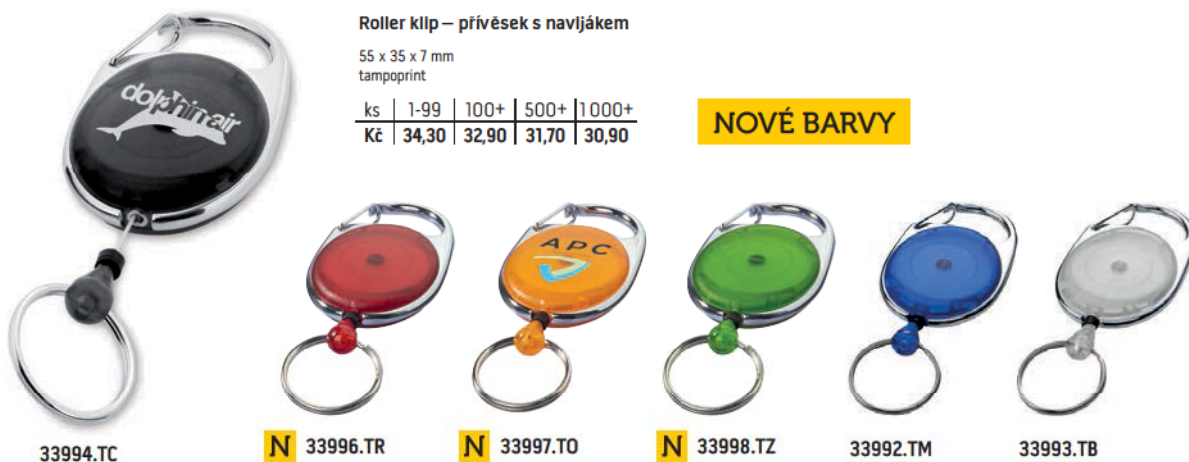 Roller klip – přívěsek s navijákem
55 x 35 x 7 mm
tampoprint
ks 1-99 100+ 500+ 1 000+
Kč 34,30 32,90 31,70 30,90
NOVÉ BARVY
dolphinair
APC
33994.TC
N 33996.TR
N 33997.TO
N 33998.TZ
33992.TM
33993.TB